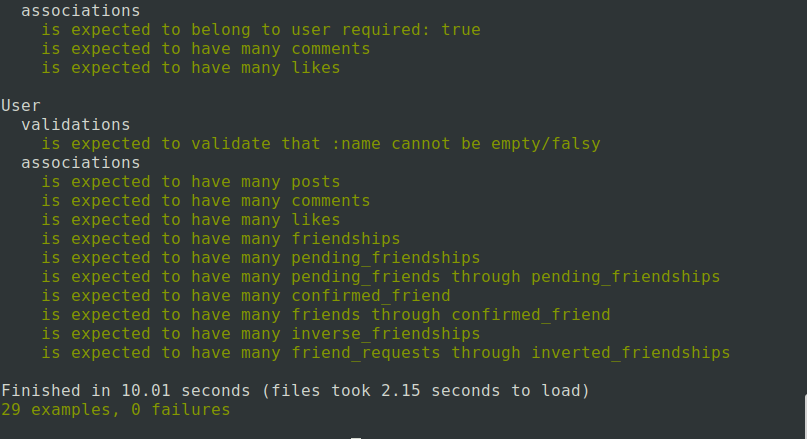 associations
is expected to belong to user required: true
is expected to have many comments
is expected to have many likes
User
validations
is expected to validate that :name cannot be empty/falsy
associations
is expected to have many posts
is expected to have many comments
is expected to have many likes
is expected to have many friendships
is expected to have many pending_friendships
is expected to have many pending_friends through pending_friendships
is expected to have many confirmed_friend
is expected to have many friends through confirmed_friend
is expected to have many inverse_friendships
is expected to have many friend_requests through inverted_friendships
Finished in 10.01 seconds (files took 2.15 seconds to load)
29 examples, 0 failures